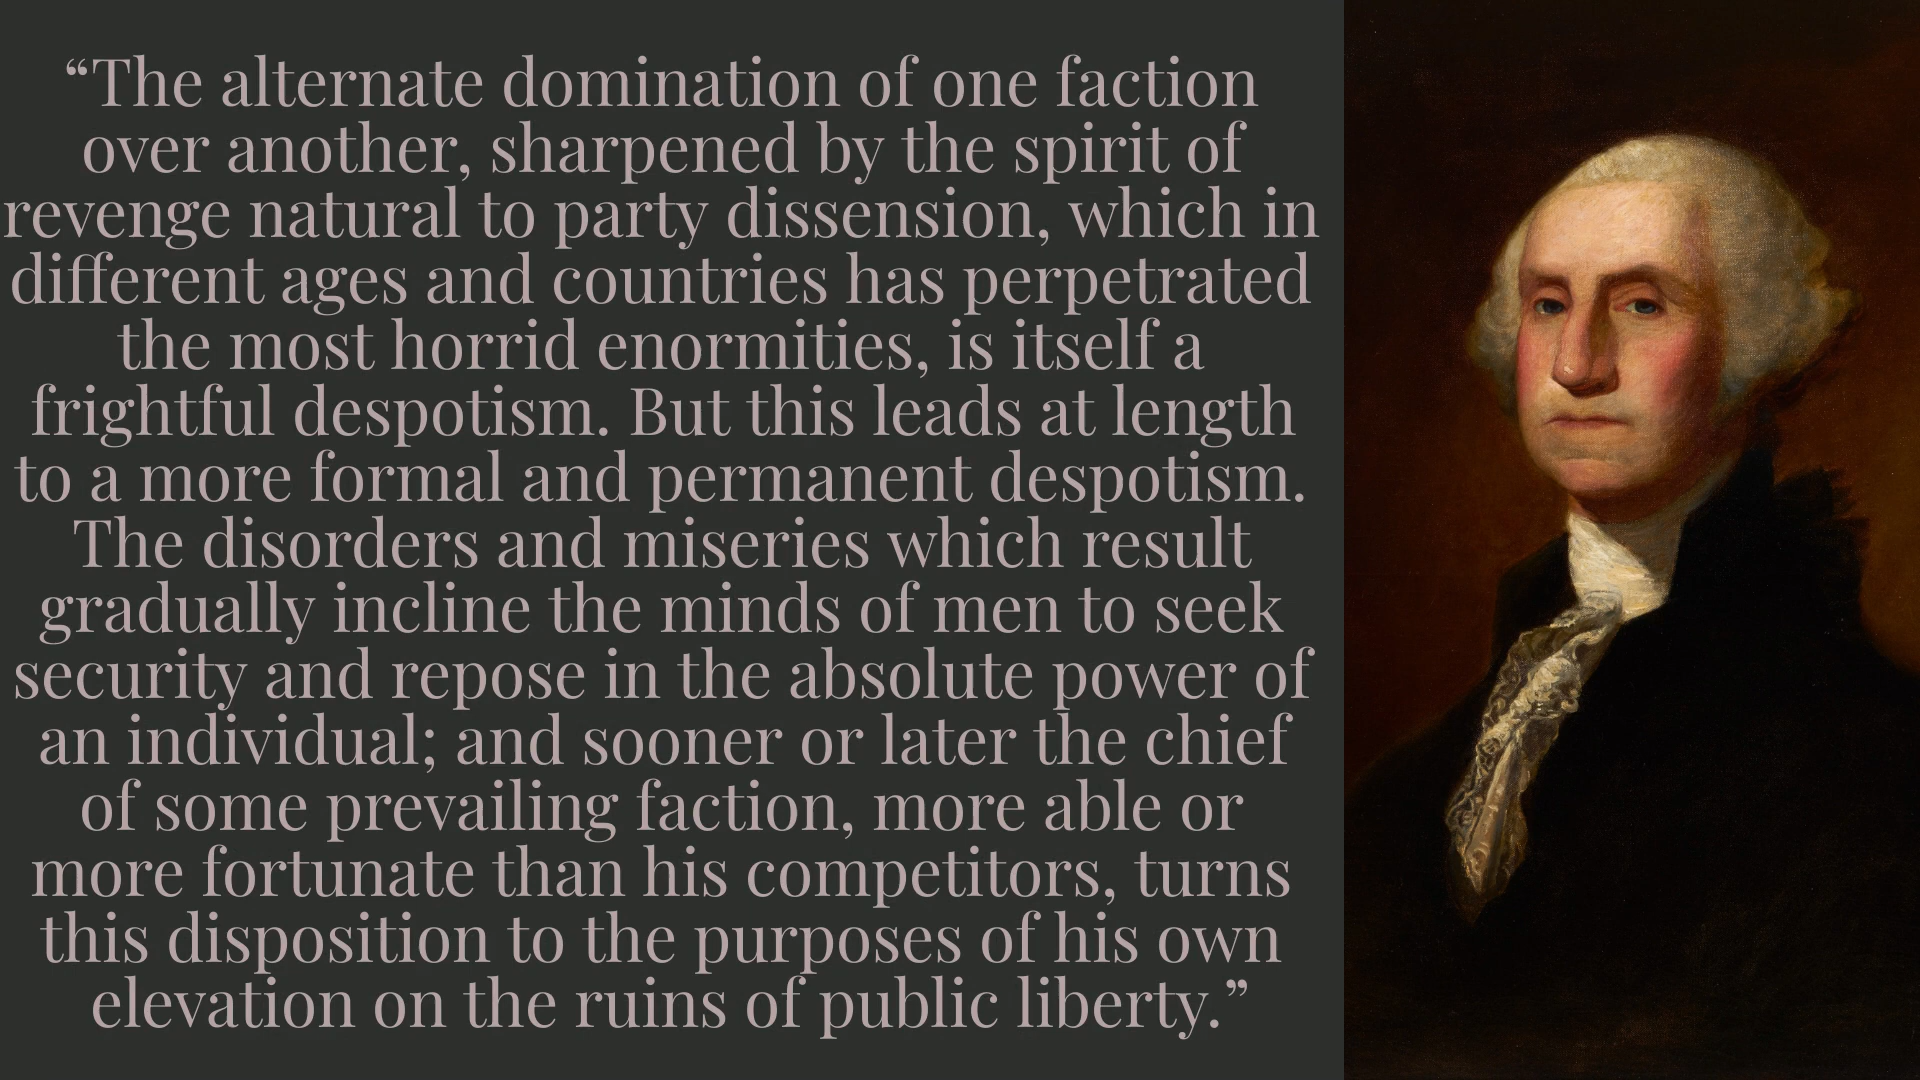 “The alternate domination of one faction
over another, sharpened by the spirit of
revenge natural to party dissension, which in
different ages and countries has perpetrated
the most horrid enormities, is itself a
frightful despotism. But this leads at length
to a more formal and permanent despotism.
The disorders and miseries which result
gradually incline the minds of men to seek
security and repose in the absolute power of
an individual; and sooner or later the chief
of some prevailing faction, more able or
more fortunate than his competitors, turns
this disposition to the purposes of his own
elevation on the ruins of public liberty.”